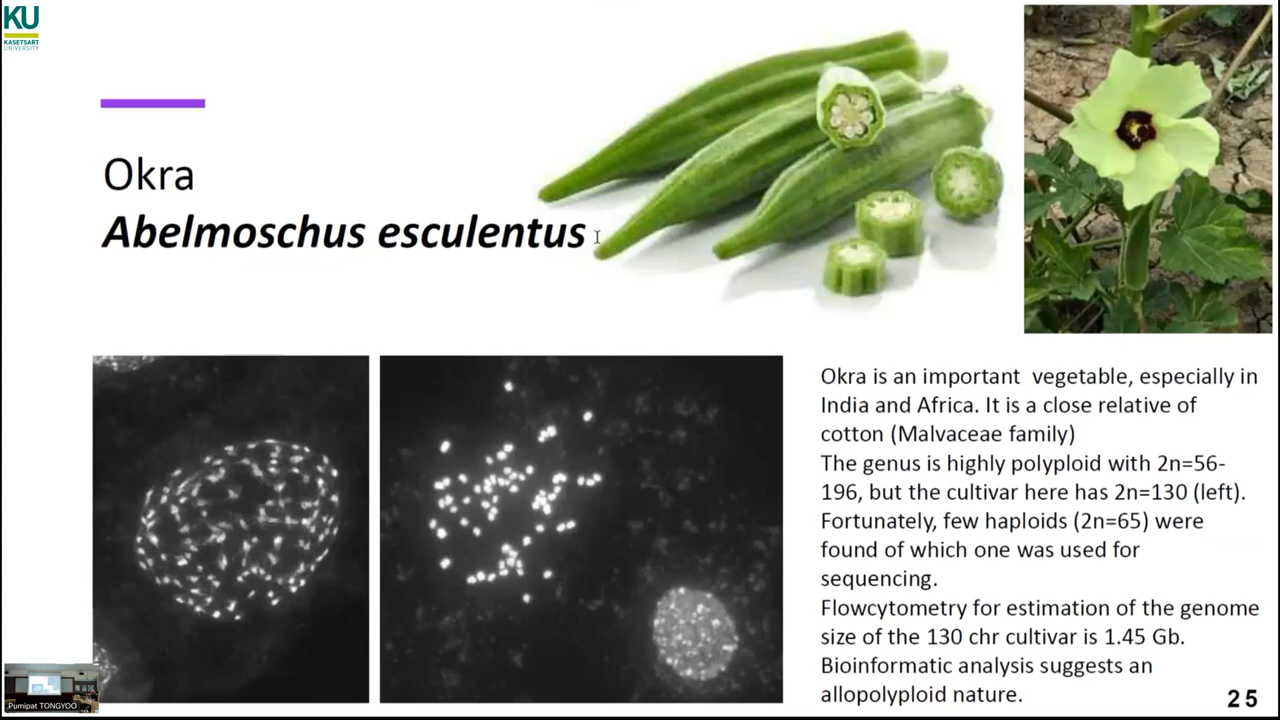 KU
KASETSART
UNIVERSITY
Okra
Abelmoschus esculentus
Okra is an important vegetable, especially in
India and Africa. It is a close relative of
cotton (Malvaceae family)
The genus is highly polyploid with 2n=56-
196, but the cultivar here has 2n=130 (left).
Fortunately, few haploids (2n=65) were
found of which one was used for
sequencing.
Flowcytometry for estimation of the genome
size of the 130 chr cultivar is 1.45 Gb.
Bioinformatic analysis suggests an
allopolyploid nature.
25
Pumipat TONGYOO